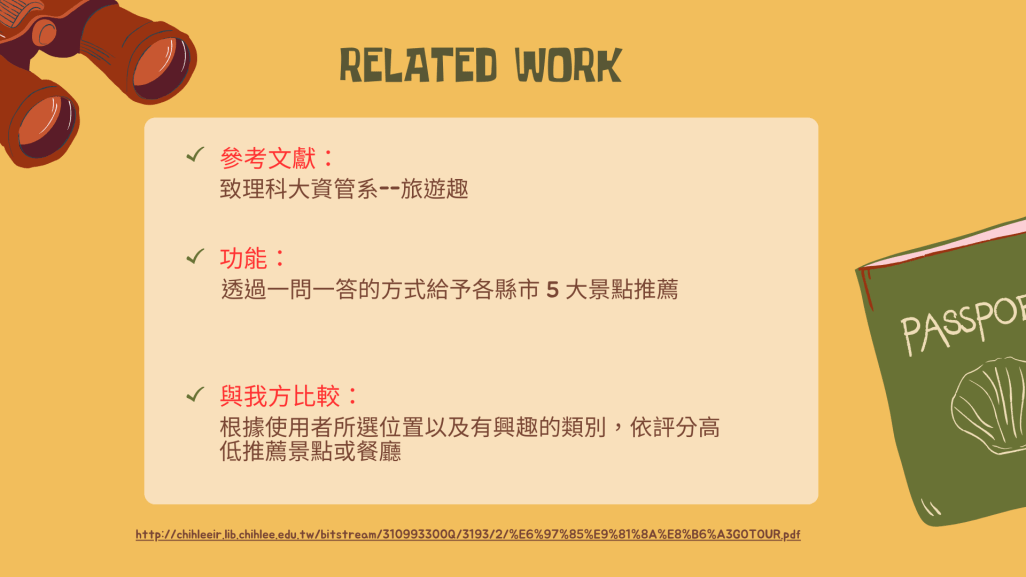 RELATED WORK
參考文獻：
致理科大資管系--旅遊趣
功能：
透過一問一答的方式給予各縣市 5 大景點推薦
與我方比較：
根據使用者所選位置以及有興趣的類別，依評分高
低推薦景點或餐廳
PASSPO
http://chihleeir.lib.chihlee.edu.tw/bitstream/310993300Q/3193/2/%E6%97%85%E9%81%8A%E8%B6%A3GOTOUR.pdf